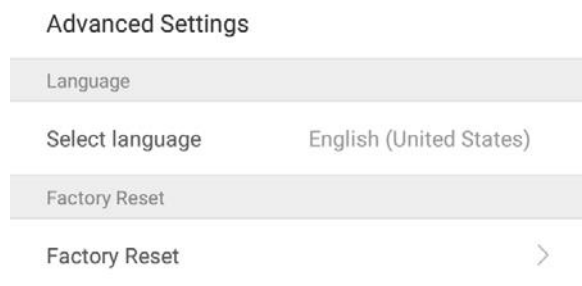 Advanced Settings
Language
Select language English (United States)
Factory Reset
Factory Reset